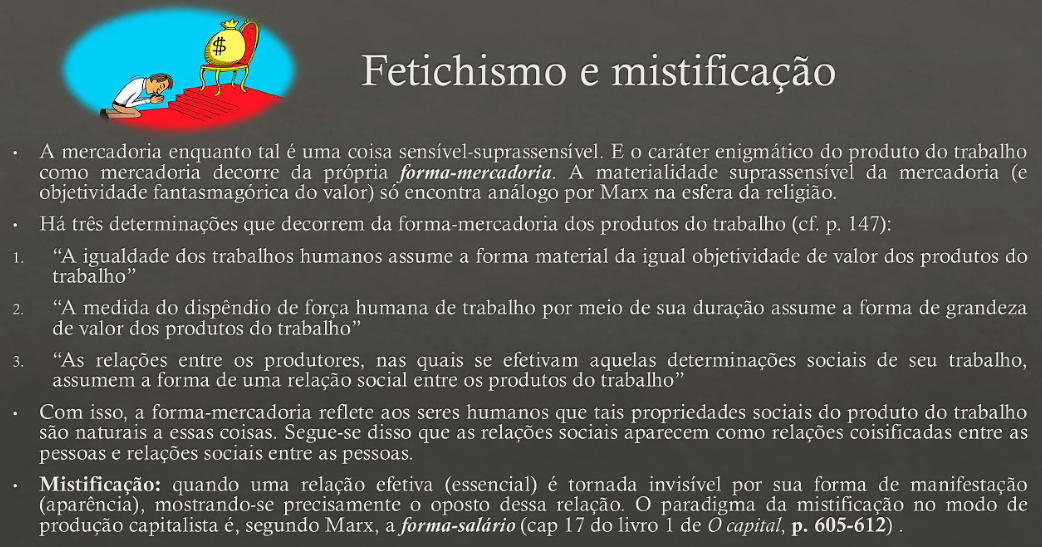 $
Fetichismo e mistificação
• A mercadoria enquanto tal é uma coisa sensível-suprassensível. E o caráter enigmático do produto do trabalho
como mercadoria decorre da própria forma-mercadoria. A materialidade suprassensível da mercadoria (e
objetividade fantasmagórica do valor) só encontra análogo por Marx na esfera da religião.
• Há três determinações que decorrem da forma-mercadoria dos produtos do trabalho (cf. p. 147):
1. “A igualdade dos trabalhos humanos assume a forma material da igual objetividade de valor dos produtos do
trabalho”
2. “A medida do dispêndio de força humana de trabalho por meio de sua duração assume a forma de grandeza
de valor dos produtos do trabalho”
3. “As relações entre os produtores, nas quais se efetivam aquelas determinações sociais de seu trabalho,
assumem a forma de uma relação social entre os produtos do trabalho”
• Com isso, a forma-mercadoria reflete aos seres humanos que tais propriedades sociais do produto do trabalho
são naturais a essas coisas. Segue-se disso que as relações sociais aparecem como relações coisificadas entre as
pessoas e relações sociais entre as pessoas.
• Mistificação: quando uma relação efetiva (essencial) é tornada invisível por sua forma de manifestação
(aparência), mostrando-se precisamente o oposto dessa relação. O paradigma da mistificação no modo de
produção capitalista é, segundo Marx, a forma-salário (cap 17 do livro 1 de O capital, p. 605-612) .